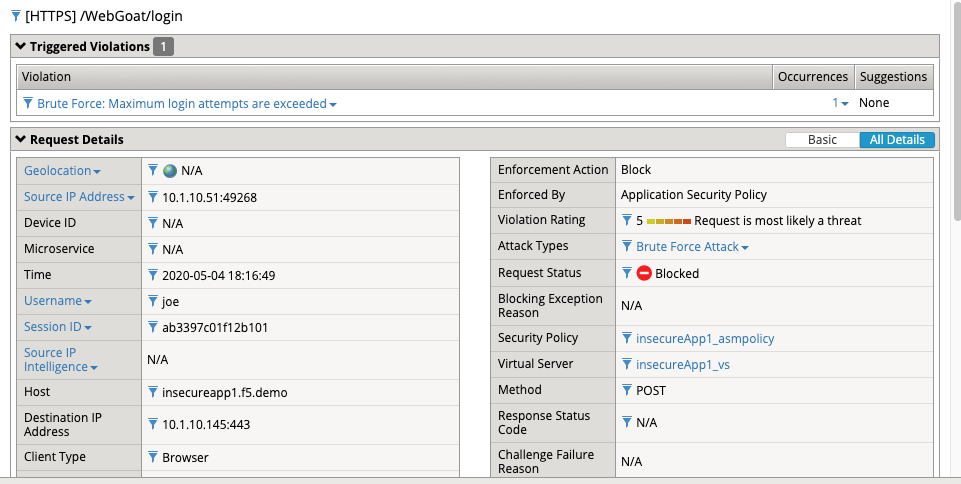 [HTTPS] /WebGoat/login
Triggered Violations 1
Violation Occurrences Suggestions
Brute Force: Maximum login attempts are exceeded 1 None
Request Details Basic All Details
Geolocation N/A
Source IP Address 10.1.10.51:49268
Device ID N/A
Microservice N/A
Time 2020-05-04 18:16:49
Username joe
Session ID ab3397c01f12b101
Source IP
Intelligence N/A
Host insecureapp1.f5.demo
Destination IP
Address 10.1.10.145:443
Client Type Browser
Enforcement Action Block
Enforced By Application Security Policy
Violation Rating 5 Request is most likely a threat
Attack Types Brute Force Attack
Request Status Blocked
Blocking Exception
Reason N/A
Security Policy insecureApp1_asmpolicy
Virtual Server insecureApp1_vs
Method POST
Response Status
Code N/A
Challenge Failure
Reason N/A